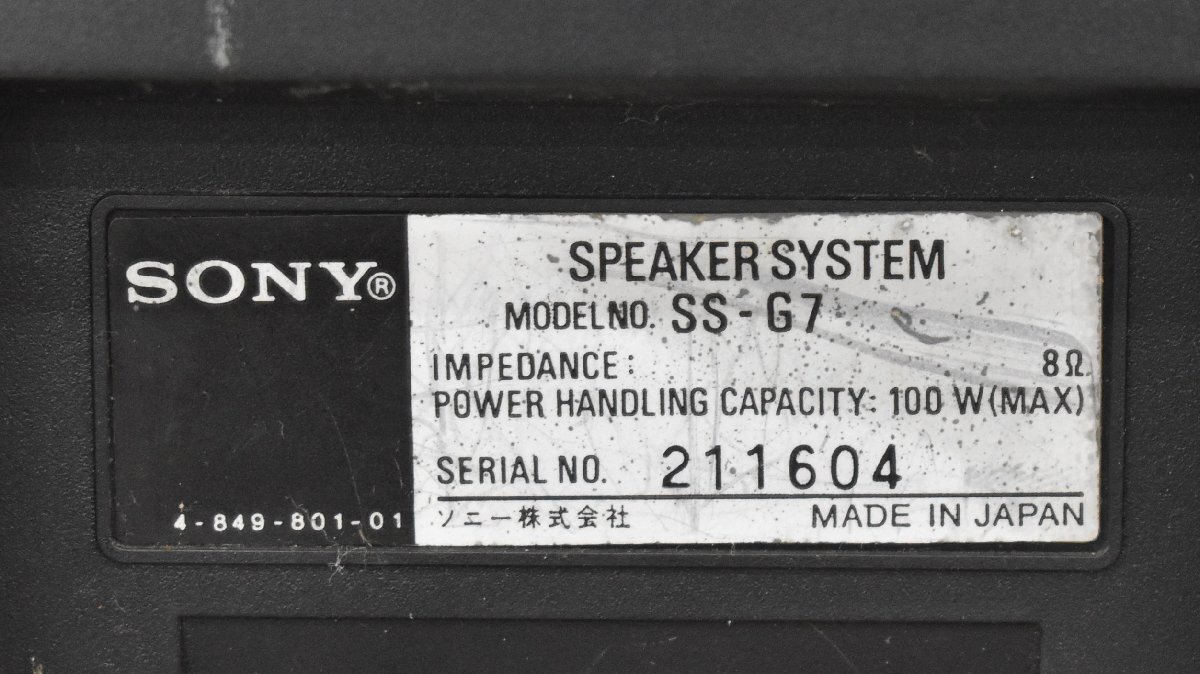 SONY®
4-849-801-01
SPEAKER SYSTEM
MODEL NO. SS-G7
IMPEDANCE: 8Ω
POWER HANDLING CAPACITY: 100 W (MAX)
SERIAL NO. 211604
ソニー株式会社 MADE IN JAPAN